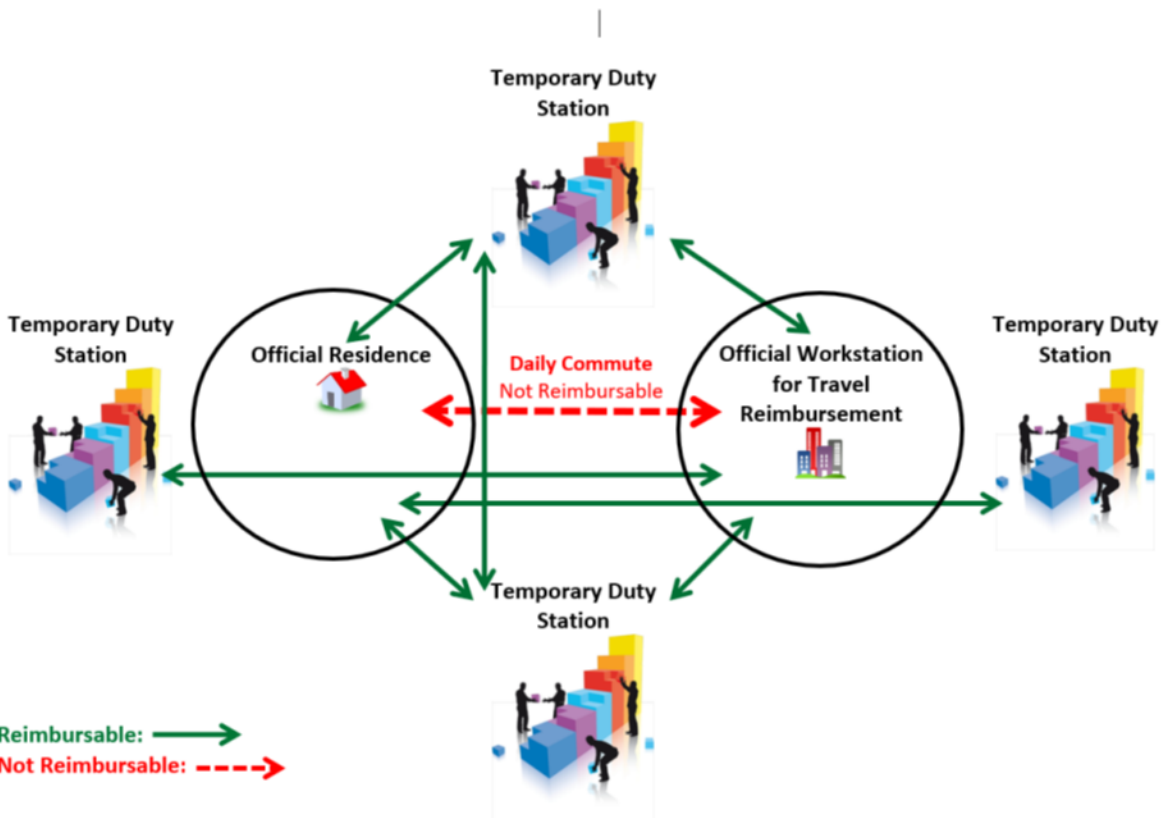 Temporary Duty
Station
Temporary Duty
Station
Official Residence
Daily Commute
Not Reimbursable
Official Workstation
for Travel
Reimbursement
Temporary Duty
Station
Temporary Duty
Station
Reimbursable:
Not Reimbursable: